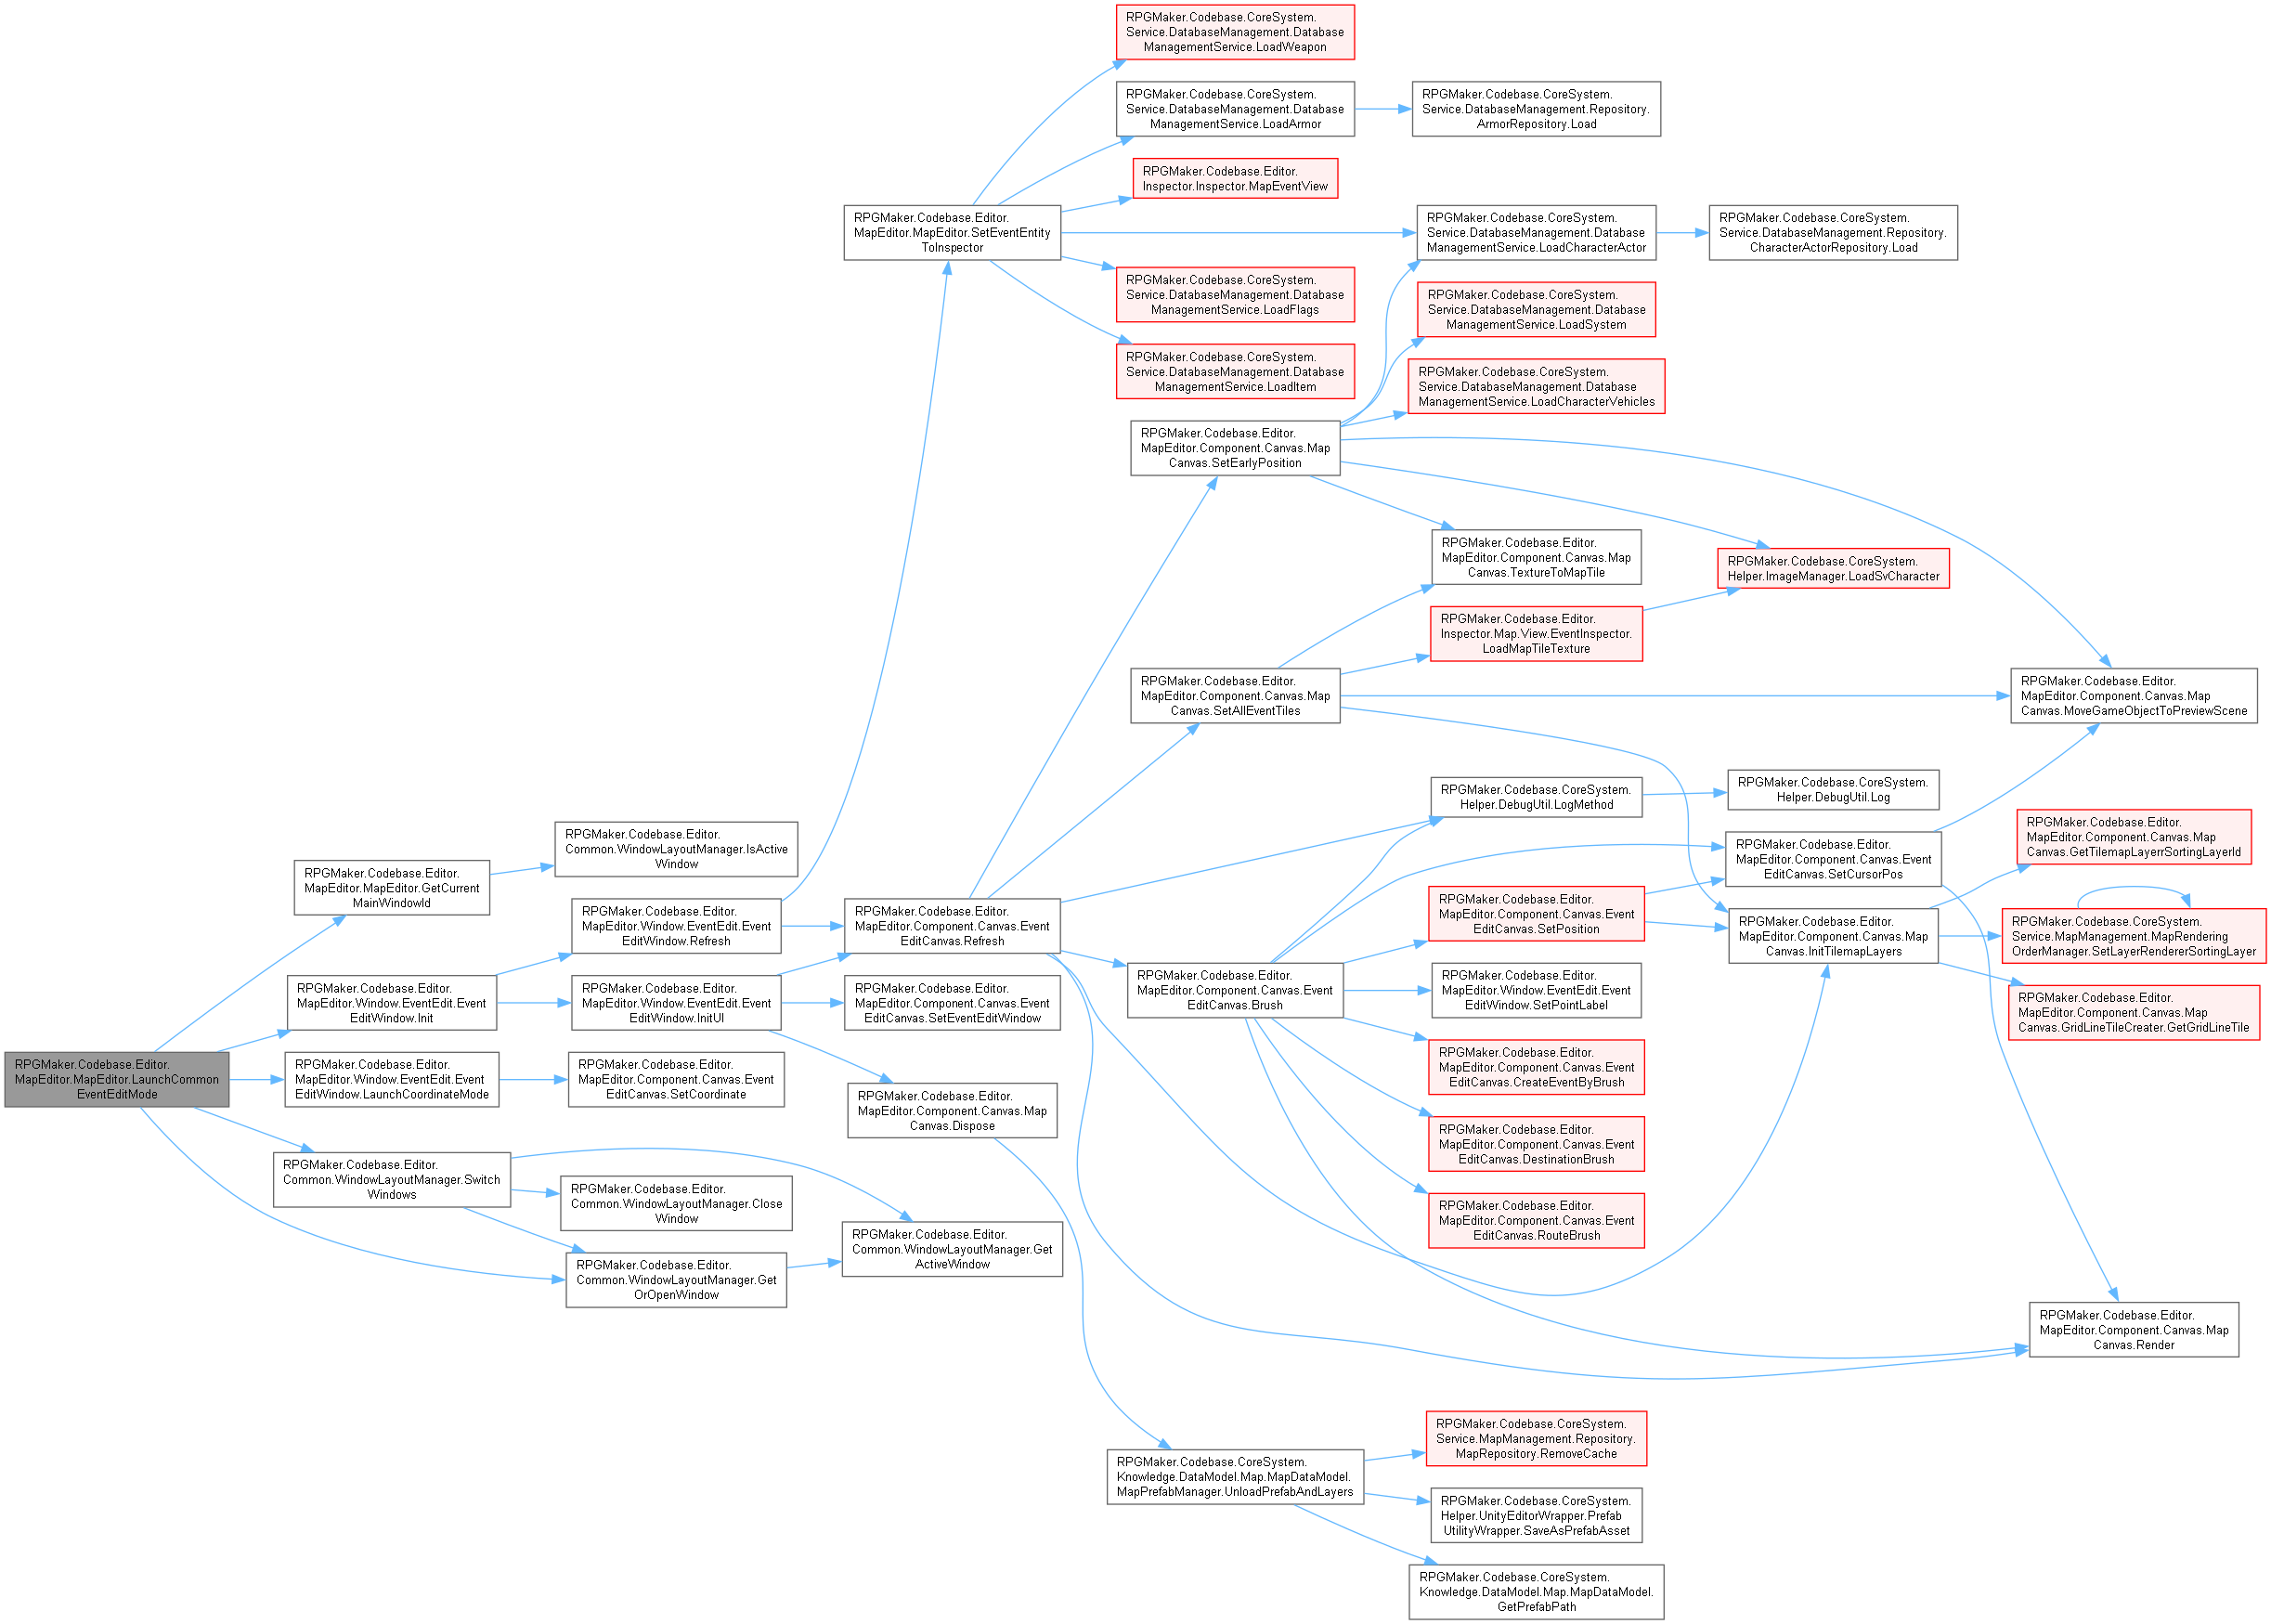 RPGMaker.Codebase.Editor.
MapEditor.MapEditor.LaunchCommon
EventEditMode
RPGMaker.Codebase.Editor.
MapEditor.MapEditor.GetCurrent
MainWindowId
RPGMaker.Codebase.Editor.
Common.WindowLayoutManager.IsActive
Window
RPGMaker.Codebase.Editor.
MapEditor.Window.EventEdit.Event
EditWindow.Init
RPGMaker.Codebase.Editor.
MapEditor.Window.EventEdit.Event
EditWindow.Refresh
RPGMaker.Codebase.Editor.
MapEditor.Window.EventEdit.Event
EditWindow.InitUI
RPGMaker.Codebase.Editor.
MapEditor.Window.EventEdit.Event
EditWindow.LaunchCoordinateMode
RPGMaker.Codebase.Editor.
MapEditor.Component.Canvas.Event
EditCanvas.SetCoordinate
RPGMaker.Codebase.Editor.
Common.WindowLayoutManager.Switch
Windows
RPGMaker.Codebase.Editor.
Common.WindowLayoutManager.Close
Window
RPGMaker.Codebase.Editor.
Common.WindowLayoutManager.Get
OrOpenWindow
RPGMaker.Codebase.Editor.
Common.WindowLayoutManager.Get
ActiveWindow
RPGMaker.Codebase.Editor.
MapEditor.MapEditor.SetEventEntity
ToInspector
RPGMaker.Codebase.Editor.
MapEditor.Component.Canvas.Event
EditCanvas.Refresh
RPGMaker.Codebase.Editor.
MapEditor.Component.Canvas.Event
EditCanvas.SetEventEditWindow
RPGMaker.Codebase.Editor.
MapEditor.Component.Canvas.Map
Canvas.Dispose
RPGMaker.Codebase.CoreSystem.
Service.DatabaseManagement.Database
ManagementService.LoadWeapon
RPGMaker.Codebase.CoreSystem.
Service.DatabaseManagement.Database
ManagementService.LoadArmor
RPGMaker.Codebase.CoreSystem.
Service.DatabaseManagement.Repository.
ArmorRepository.Load
RPGMaker.Codebase.Editor.
Inspector.Inspector.MapEventView
RPGMaker.Codebase.CoreSystem.
Service.DatabaseManagement.Database
ManagementService.LoadCharacterActor
RPGMaker.Codebase.CoreSystem.
Service.DatabaseManagement.Repository.
CharacterActorRepository.Load
RPGMaker.Codebase.CoreSystem.
Service.DatabaseManagement.Database
ManagementService.LoadFlags
RPGMaker.Codebase.CoreSystem.
Service.DatabaseManagement.Database
ManagementService.LoadSystem
RPGMaker.Codebase.CoreSystem.
Service.DatabaseManagement.Database
ManagementService.LoadItem
RPGMaker.Codebase.CoreSystem.
Service.DatabaseManagement.Database
ManagementService.LoadCharacterVehicles
RPGMaker.Codebase.Editor.
MapEditor.Component.Canvas.Map
Canvas.SetEarlyPosition
RPGMaker.Codebase.Editor.
MapEditor.Component.Canvas.Map
Canvas.TextureToMapTile
RPGMaker.Codebase.CoreSystem.
Helper.ImageManager.LoadSvCharacter
RPGMaker.Codebase.Editor.
Inspector.Map.View.EventInspector.
LoadMapTileTexture
RPGMaker.Codebase.Editor.
MapEditor.Component.Canvas.Map
Canvas.SetAllEventTiles
RPGMaker.Codebase.Editor.
MapEditor.Component.Canvas.Map
Canvas.MoveGameObjectToPreviewScene
RPGMaker.Codebase.CoreSystem.
Helper.DebugUtil.LogMethod
RPGMaker.Codebase.CoreSystem.
Helper.DebugUtil.Log
RPGMaker.Codebase.Editor.
MapEditor.Component.Canvas.Event
EditCanvas.SetCursorPos
RPGMaker.Codebase.Editor.
MapEditor.Component.Canvas.Map
Canvas.GetTilemapLayerrSortingLayerId
RPGMaker.Codebase.Editor.
MapEditor.Component.Canvas.Event
EditCanvas.SetPosition
RPGMaker.Codebase.Editor.
MapEditor.Component.Canvas.Map
Canvas.InitTilemapLayers
RPGMaker.Codebase.CoreSystem.
Service.MapManagement.MapRendering
OrderManager.SetLayerRendererSortingLayer
RPGMaker.Codebase.Editor.
MapEditor.Component.Canvas.Event
EditCanvas.Brush
RPGMaker.Codebase.Editor.
MapEditor.Window.EventEdit.Event
EditWindow.SetPointLabel
RPGMaker.Codebase.Editor.
MapEditor.Component.Canvas.Map
Canvas.GridLineTileCreater.GetGridLineTile
RPGMaker.Codebase.Editor.
MapEditor.Component.Canvas.Event
EditCanvas.CreateEventByBrush
RPGMaker.Codebase.Editor.
MapEditor.Component.Canvas.Event
EditCanvas.DestinationBrush
RPGMaker.Codebase.Editor.
MapEditor.Component.Canvas.Event
EditCanvas.RouteBrush
RPGMaker.Codebase.Editor.
MapEditor.Component.Canvas.Map
Canvas.Render
RPGMaker.Codebase.CoreSystem.
Knowledge.DataModel.Map.MapDataModel.
MapPrefabManager.UnloadPrefabAndLayers
RPGMaker.Codebase.CoreSystem.
Service.MapManagement.Repository.
MapRepository.RemoveCache
RPGMaker.Codebase.CoreSystem.
Helper.UnityEditorWrapper.Prefab
UtilityWrapper.SaveAsPrefabAsset
RPGMaker.Codebase.CoreSystem.
Knowledge.DataModel.Map.MapDataModel.
GetPrefabPath